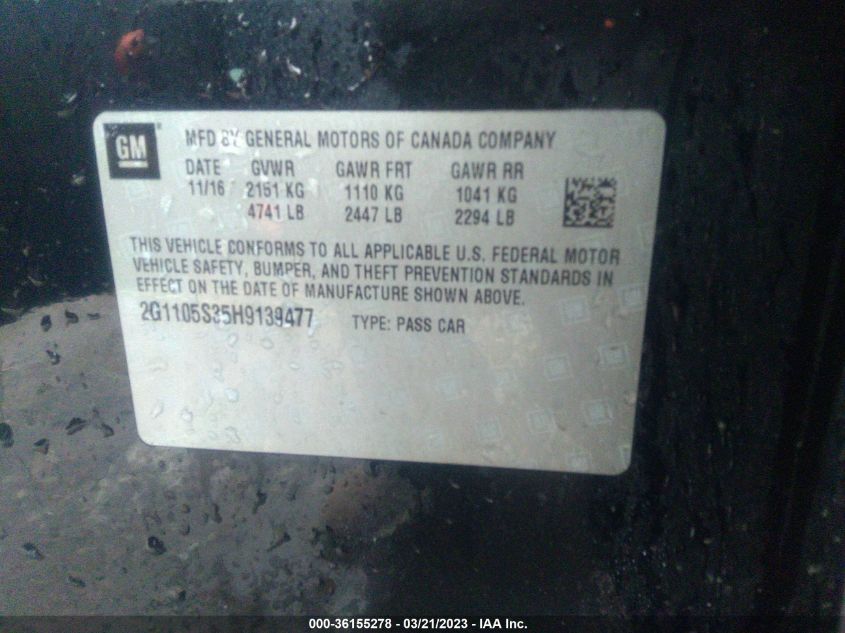 GM
MFD BY GENERAL MOTORS OF CANADA COMPANY
DATE GVWR GAWR FRT GAWR RR
11/16 2151 KG 1110 KG 1041 KG
4741 LB 2447 LB 2294 LB
THIS VEHICLE CONFORMS TO ALL APPLICABLE U.S. FEDERAL MOTOR
VEHICLE SAFETY, BUMPER, AND THEFT PREVENTION STANDARDS IN
EFFECT ON THE DATE OF MANUFACTURE SHOWN ABOVE.
2G1105S35H9139477 TYPE: PASS CAR
000-36155278 - 03/21/2023 - IAA Inc.